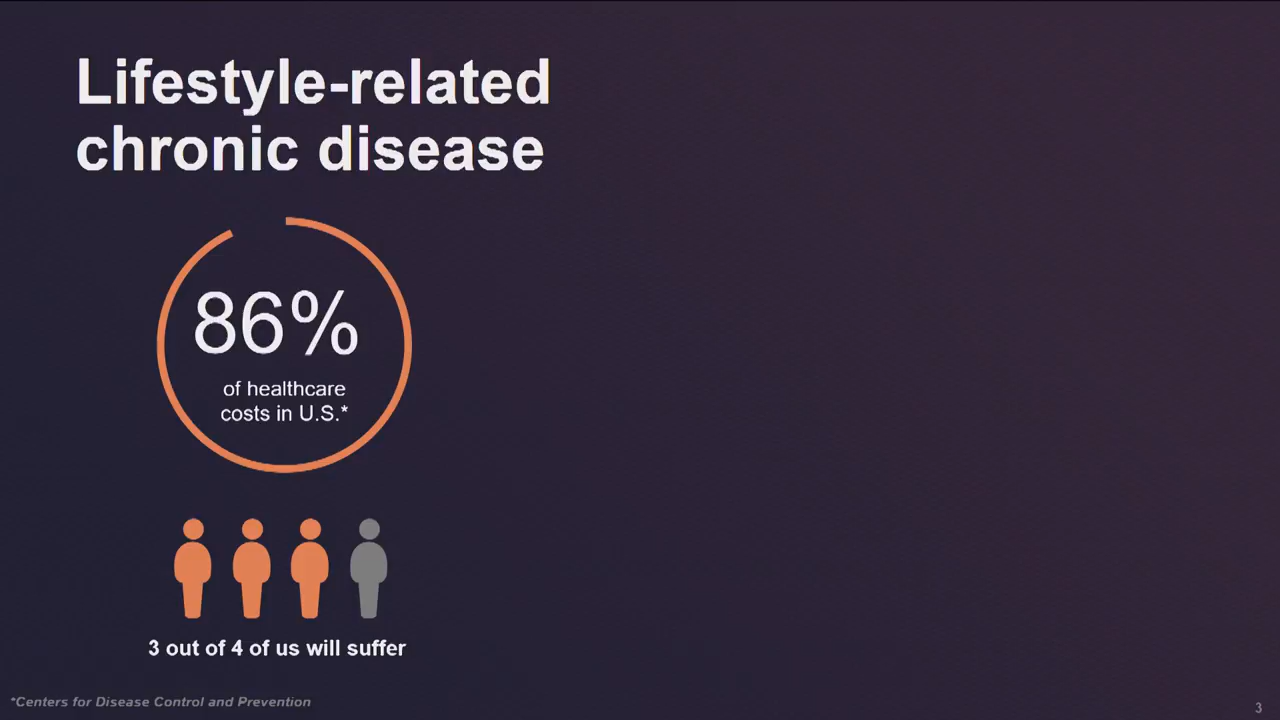 Lifestyle-related
chronic disease
86%
of healthcare
costs in U.S.*
3 out of 4 of us will suffer
*Centers for Disease Control and Prevention
3